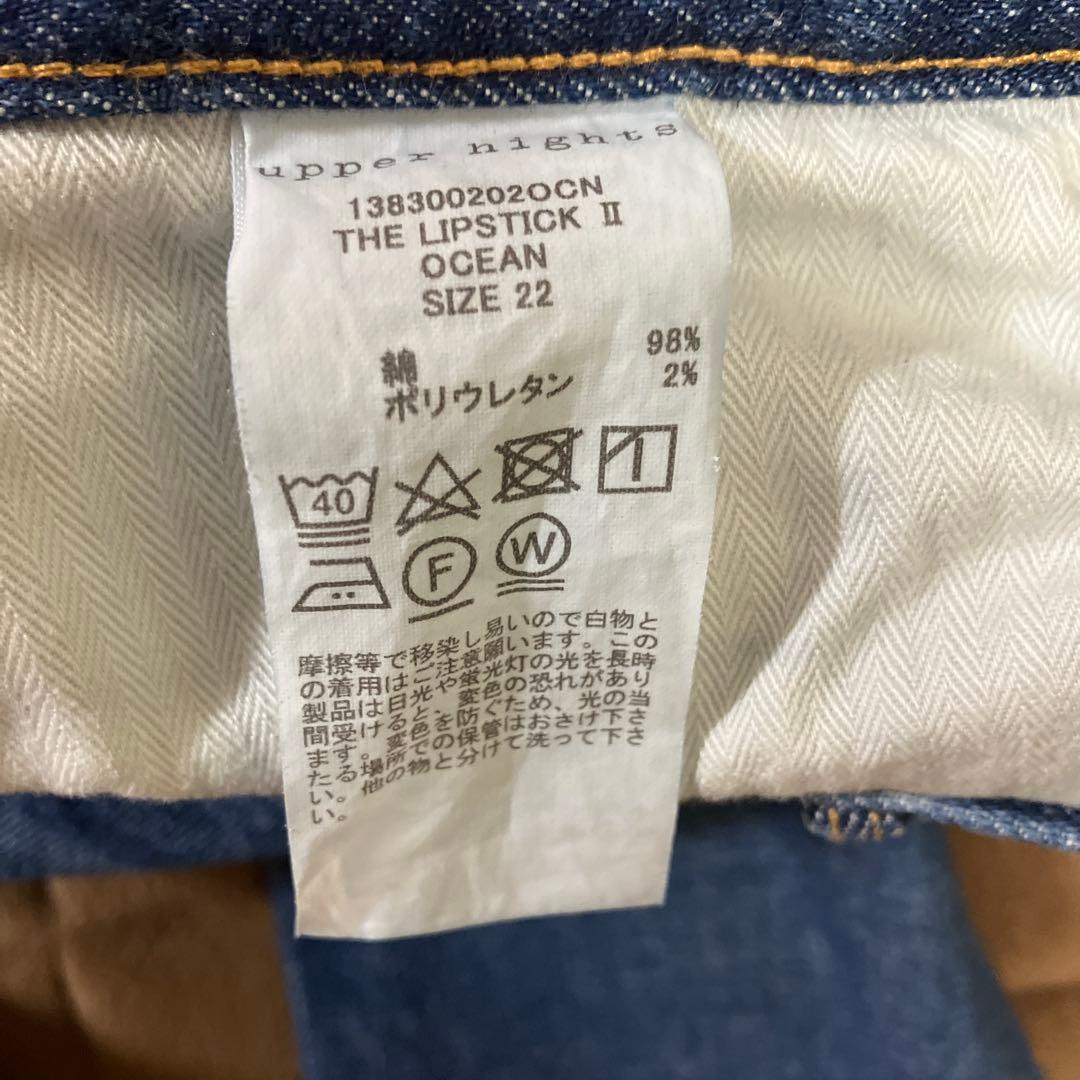 upper nights
138300202OCN
THE LIPSTICK Ⅱ
OCEAN
SIZE 22
綿 98%
ポリウレタン 2%
40
F W
摩擦等では移染し易いので白物と
の着用はご注意願います。この
製品は日光や蛍光灯の光を長時
間受けると、変色の恐れがあり
ます。変色を防ぐため、光の当
たる場所での保管はおさけ下さ
い。他の物と分けて洗って下さ
い。